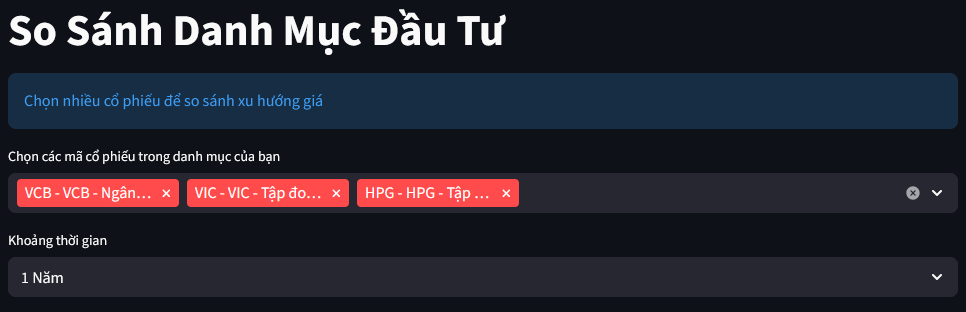 So Sánh Danh Mục Đầu Tư
Chọn nhiều cổ phiếu để so sánh xu hướng giá
Chọn các mã cổ phiếu trong danh mục của bạn
VCB - VCB - Ngân... × VIC - VIC - Tập đo... × HPG - HPG - Tập ... ×
Khoảng thời gian
1 Năm